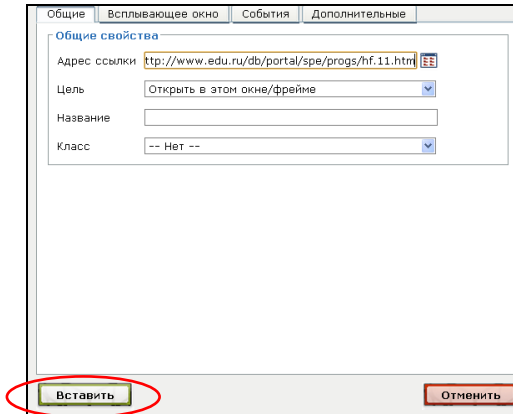 Общие Всплывающее окно События Дополнительные
Общие свойства
Адрес ссылки ttp://www.edu.ru/db/portal/spe/progs/hf.11.htm
Цель Открыть в этом окне/фрейме
Название
Класс -- Нет --
Вставить Отменить